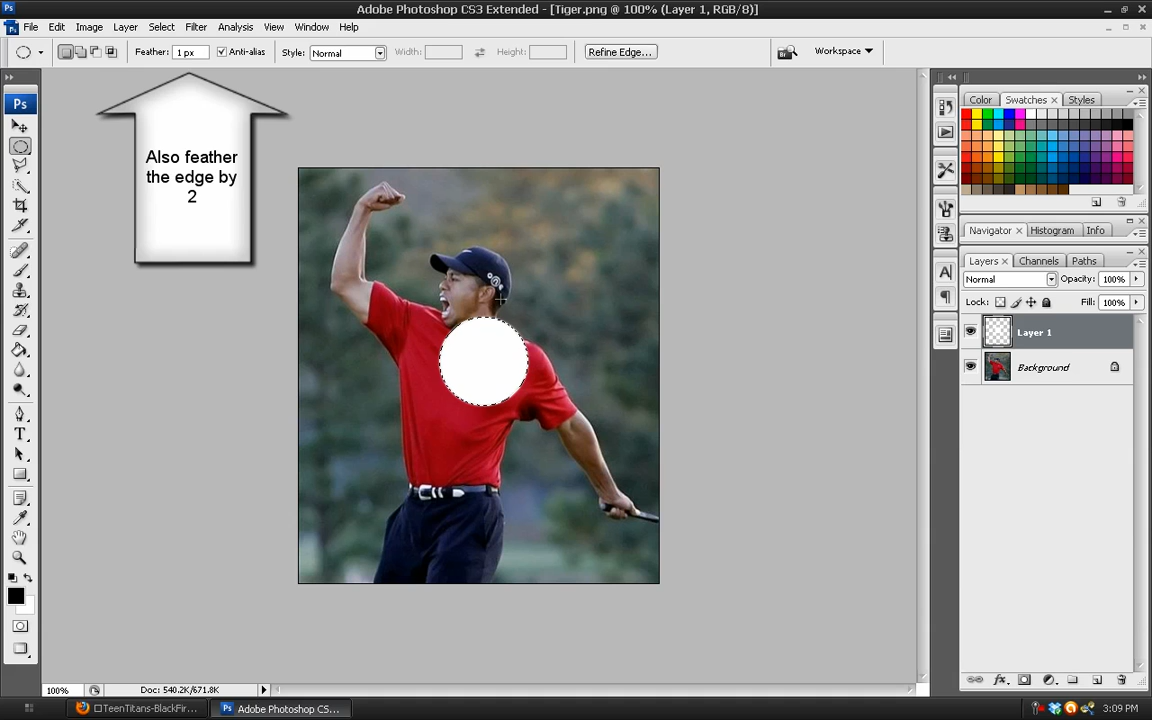 Adobe Photoshop CS3 Extended - [Tiger.png @ 100% (Layer 1, RGB/8)]
File Edit Image Layer Select Filter Analysis View Window Help
Feather: 1 px Anti-alias Style: Normal Width: Height: Refine Edge... Workspace
Ps
Also feather
the edge by
2
Color Swatches Styles
Navigator Histogram Info
Layers Channels Paths
Normal Opacity: 100%
Lock: Fill: 100%
Layer 1
Background
100% Doc: 540.2K/671.8K
TeenTitans-BlackFir... Adobe Photoshop CS... 3:09 PM